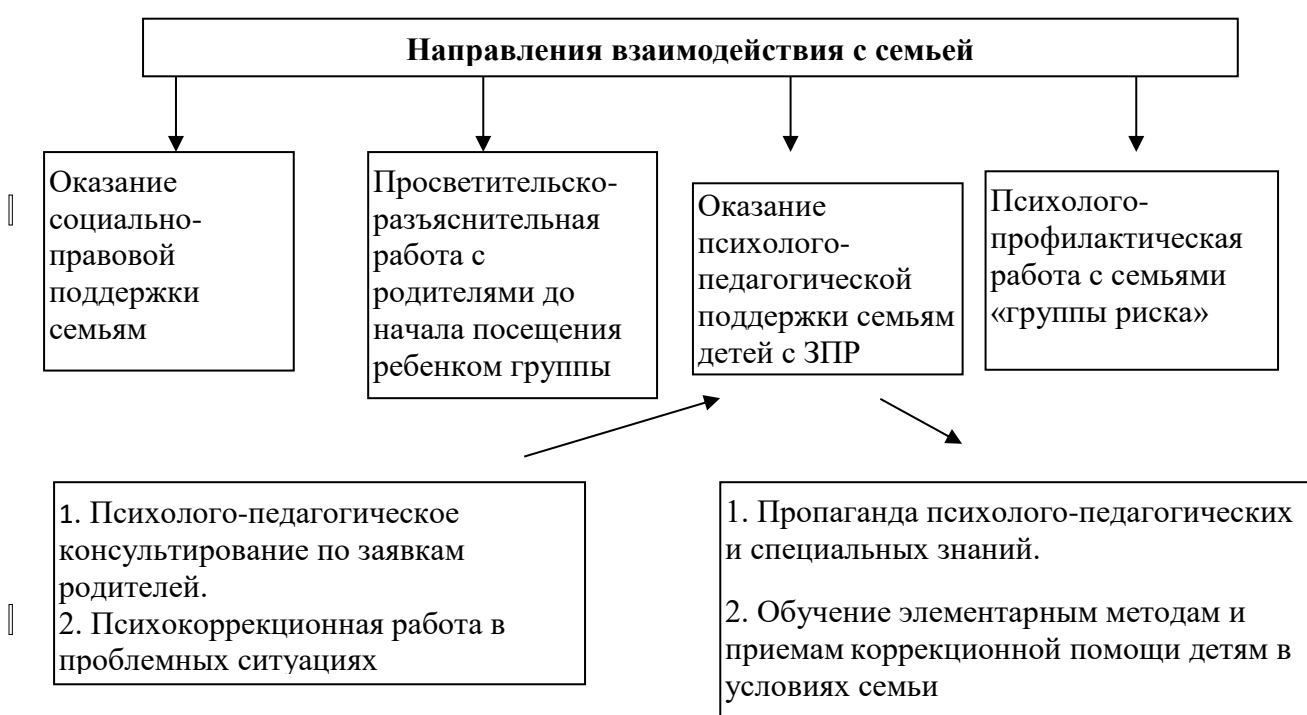 Направления взаимодействия с семьей
Оказание
социально-
правовой
поддержки
семьям
Просветительско-
разъяснительная
работа с
родителями до
начала посещения
ребенком группы
Оказание
психолого-
педагогической
поддержки семьям
детей с ЗПР
Психолого-
профилактическая
работа с семьями
«группы риска»
1. Психолого-педагогическое
консультирование по заявкам
родителей.
2. Психокоррекционная работа в
проблемных ситуациях
1. Пропаганда психолого-педагогических
и специальных знаний.
2. Обучение элементарным методам и
приемам коррекционной помощи детям в
условиях семьи